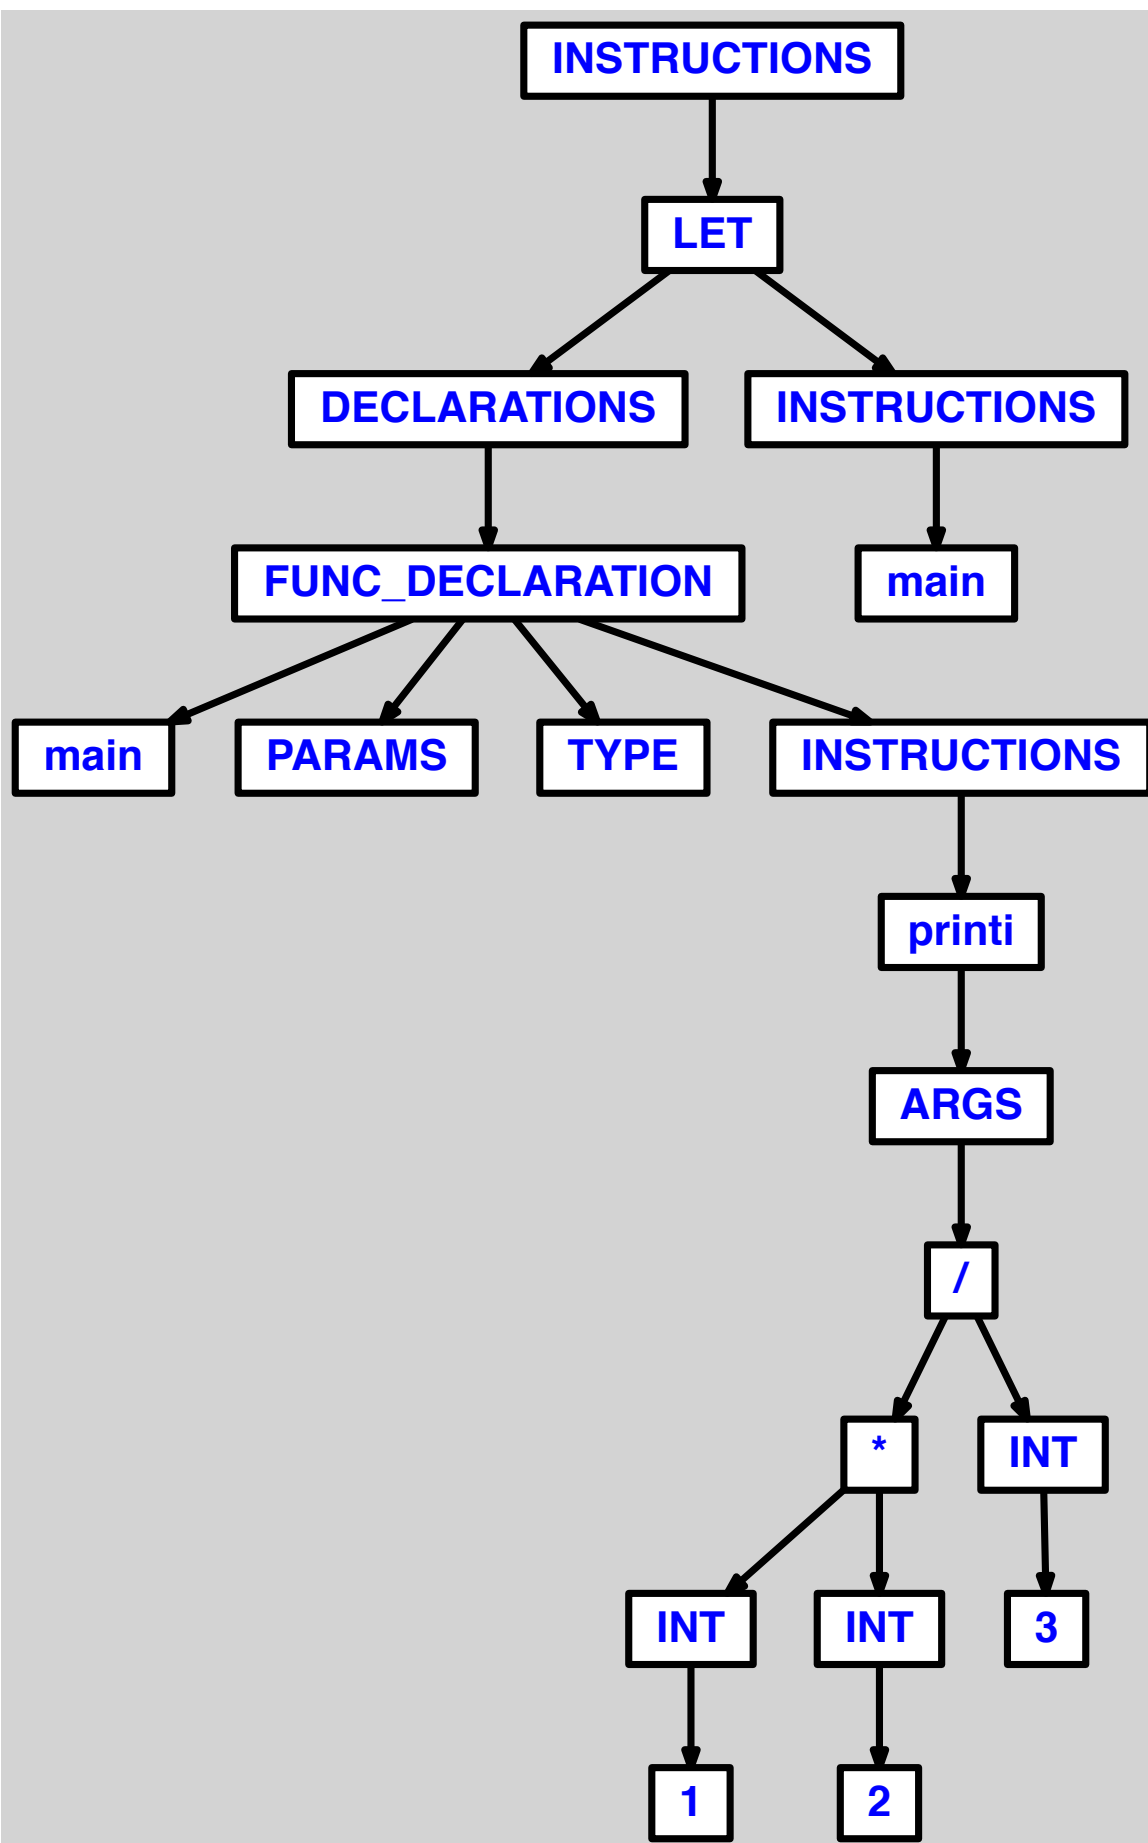 INSTRUCTIONS
LET
DECLARATIONS
INSTRUCTIONS
FUNC_DECLARATION
main
main
PARAMS
TYPE
INSTRUCTIONS
printi
ARGS
/
*
INT
INT
INT
3
1
2